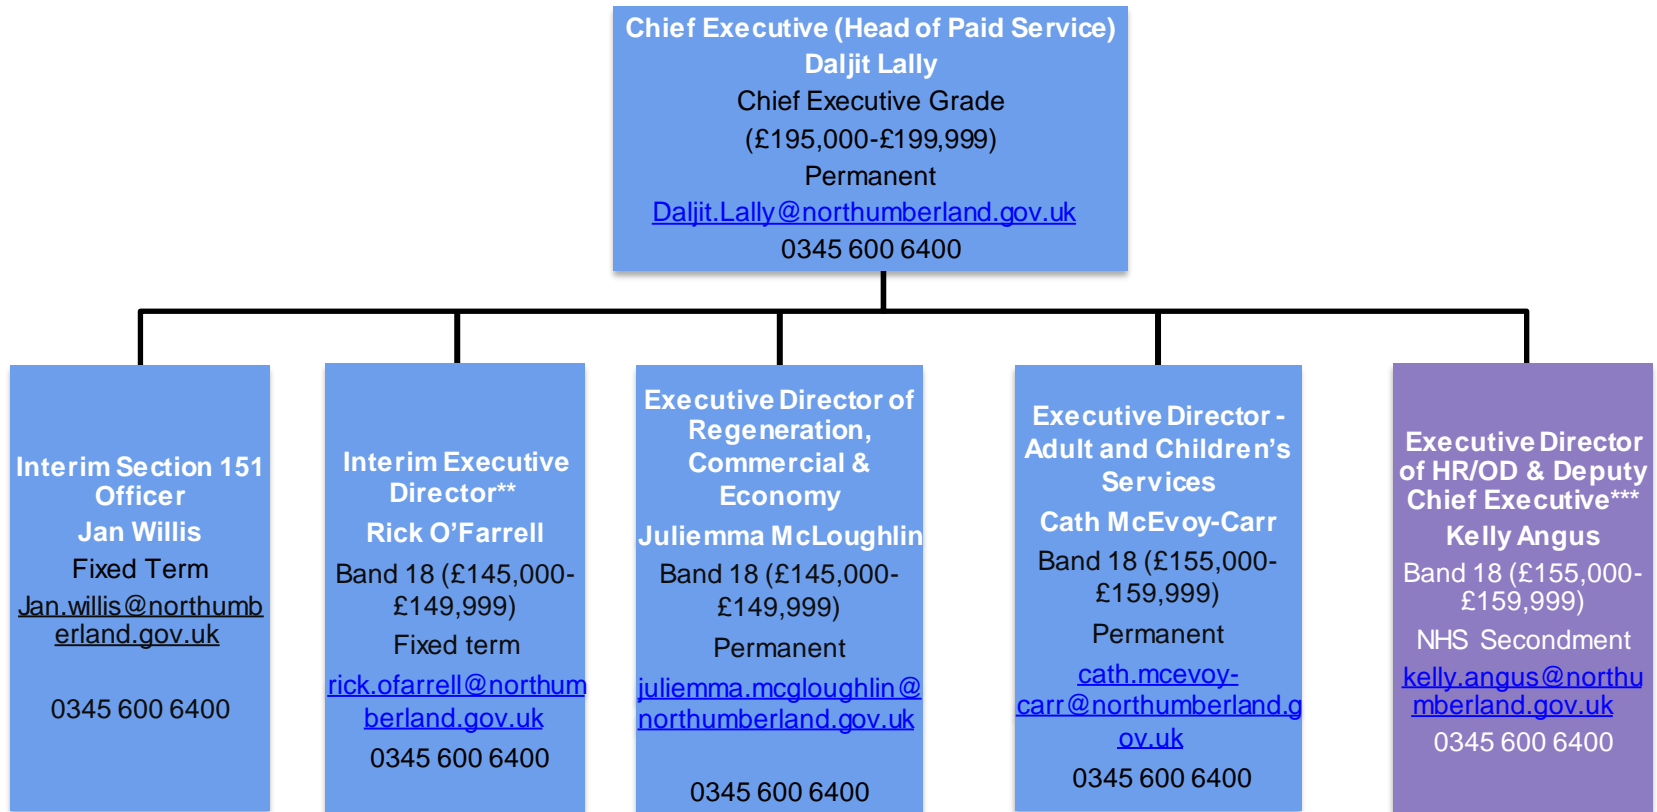 Chief Executive (Head of Paid Service)
Daljit Lally
Chief Executive Grade
(£195,000-£199,999)
Permanent
Daljit.Lally@northumberland.gov.uk
0345 600 6400
Interim Section 151
Officer
Jan Willis
Fixed Term
Jan.willis@northumb
erland.gov.uk
0345 600 6400
Interim Executive
Director**
Rick O’Farrell
Band 18 (£145,000-
£149,999)
Fixed term
rick.ofarrell@northum
berland.gov.uk
0345 600 6400
Executive Director of
Regeneration,
Commercial &
Economy
Juliemma McLoughlin
Band 18 (£145,000-
£149,999)
Permanent
juliemma.mcgloughlin@
northumberland.gov.uk
0345 600 6400
Executive Director -
Adult and Children’s
Services
Cath McEvoy-Carr
Band 18 (£155,000-
£159,999)
Permanent
cath.mcevoy-
carr@northumberland.g
ov.uk
0345 600 6400
Executive Director
of HR/OD & Deputy
Chief Executive***
Kelly Angus
Band 18 (£155,000-
£159,999)
NHS Secondment
kelly.angus@northu
mberland.gov.uk
0345 600 6400